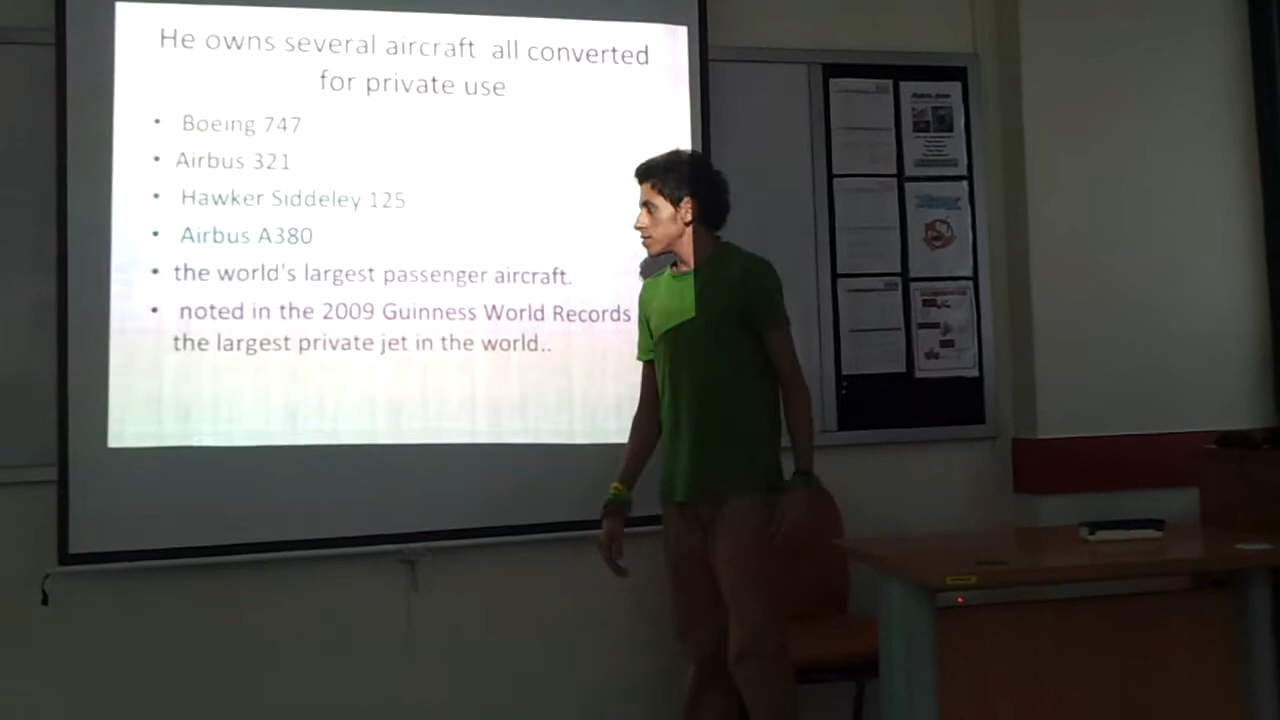 He owns several aircraft all converted
for private use
• Boeing 747
• Airbus 321
• Hawker Siddeley 125
• Airbus A380
• the world's largest passenger aircraft.
• noted in the 2009 Guinness World Records
the largest private jet in the world..